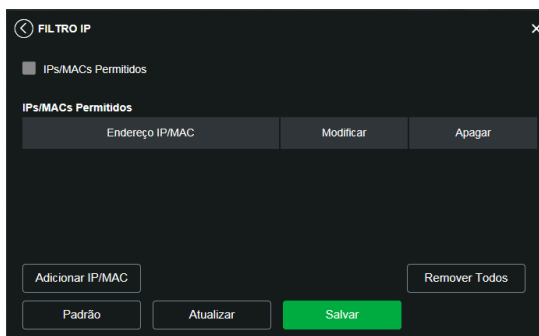 FILTRO IP
IPs/MACs Permitidos
IPs/MACs Permitidos
Endereço IP/MAC Modificar Apagar
Adicionar IP/MAC Remover Todos
Padrão Atualizar Salvar